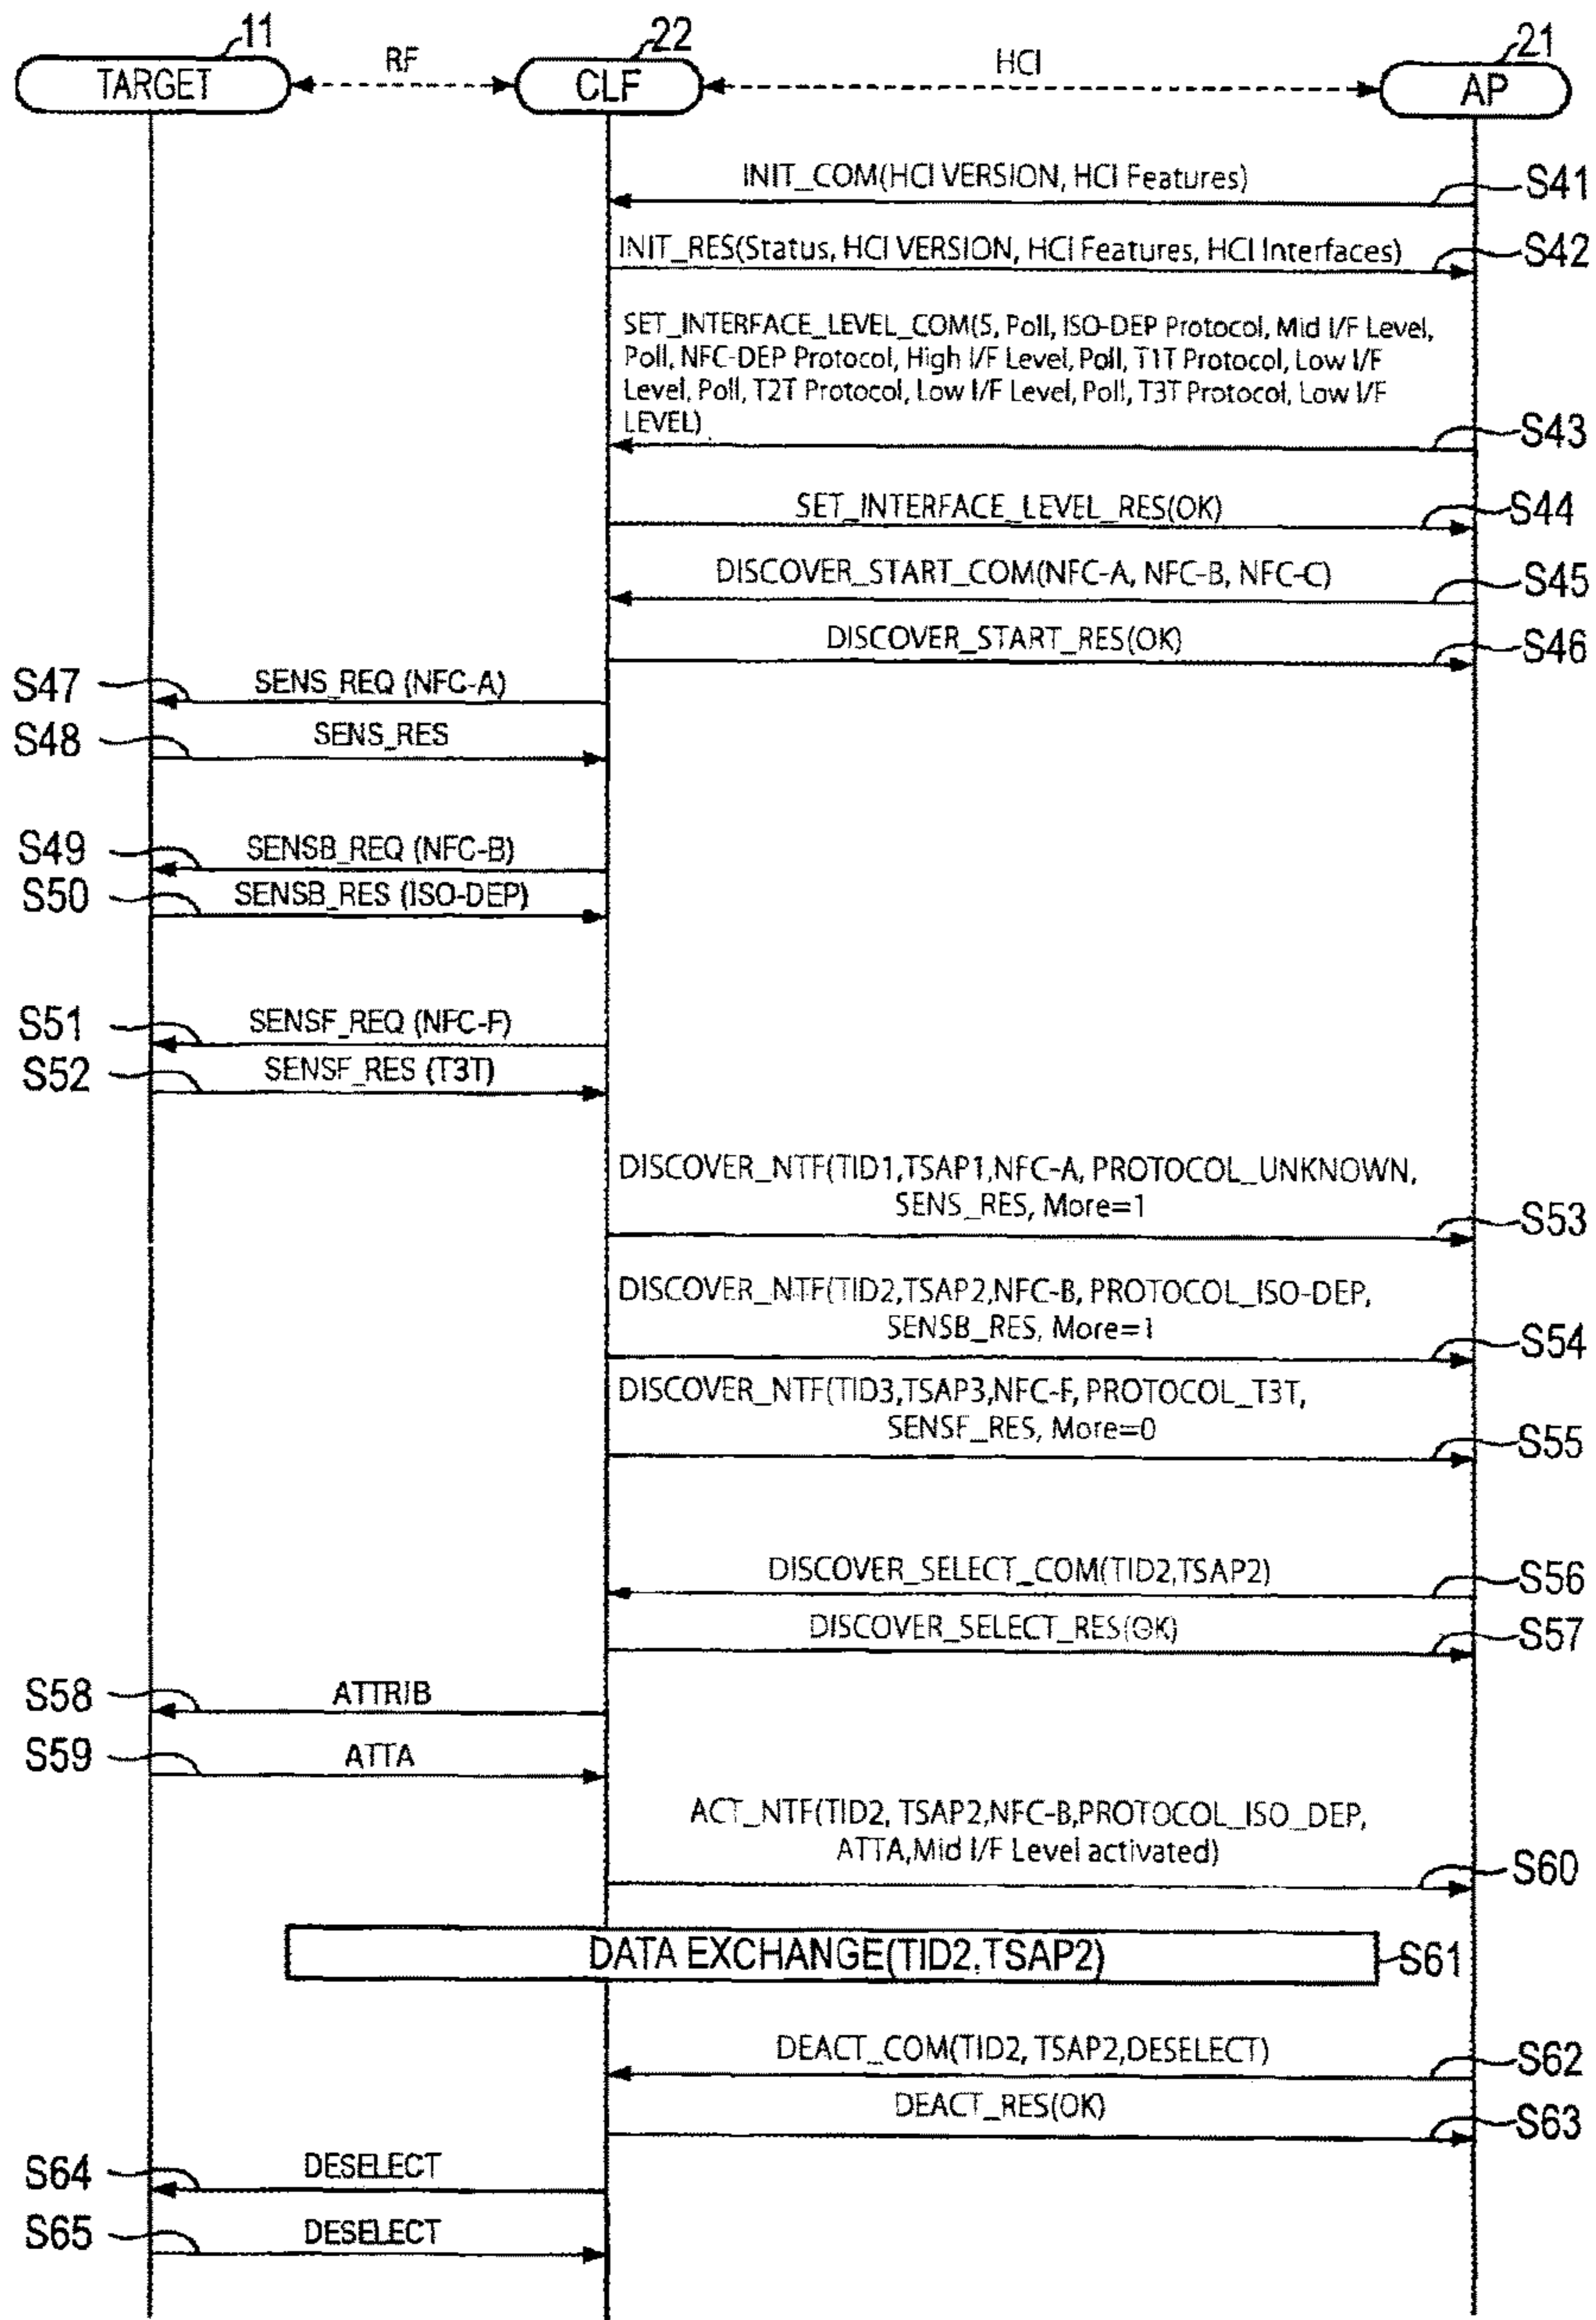 11
22
21
TARGET
RF
CLF
HCI
AP
INIT_COM(HCI VERSION, HCI Features)
S41
INIT_RES(Status, HCI VERSION, HCI Features, HCI Interfaces)
S42
SET_INTERFACE_LEVEL_COM(5, Poll, ISO-DEP Protocol, Mid I/F Level,
Poll, NFC-DEP Protocol, High I/F Level, Poll, T1T Protocol, Low I/F
Level, Poll, T2T Protocol, Low I/F Level, Poll, T3T Protocol, Low I/F
LEVEL)
S43
SET_INTERFACE_LEVEL_RES(OK)
S44
DISCOVER_START_COM(NFC-A, NFC-B, NFC-C)
S45
DISCOVER_START_RES(OK)
S46
S47
SENS_REQ (NFC-A)
S48
SENS_RES
S49
SENSB_REQ (NFC-B)
S50
SENSB_RES (ISO-DEP)
S51
SENSF_REQ (NFC-F)
S52
SENSF_RES (T3T)
DISCOVER_NTF(TID1,TSAP1,NFC-A, PROTOCOL_UNKNOWN,
SENS_RES, More=1
S53
DISCOVER_NTF(TID2,TSAP2,NFC-B, PROTOCOL_ISO-DEP,
SENSB_RES, More=1
S54
DISCOVER_NTF(TID3,TSAP3,NFC-F, PROTOCOL_T3T,
SENSF_RES, More=0
S55
DISCOVER_SELECT_COM(TID2,TSAP2)
S56
DISCOVER_SELECT_RES(OK)
S57
S58
ATTRIB
S59
ATTA
ACT_NTF(TID2, TSAP2,NFC-B,PROTOCOL_ISO_DEP,
ATTA,Mid I/F Level activated)
S60
DATA EXCHANGE(TID2,TSAP2)
S61
DEACT_COM(TID2, TSAP2,DESELECT)
S62
DEACT_RES(OK)
S63
S64
DESELECT
S65
DESELECT